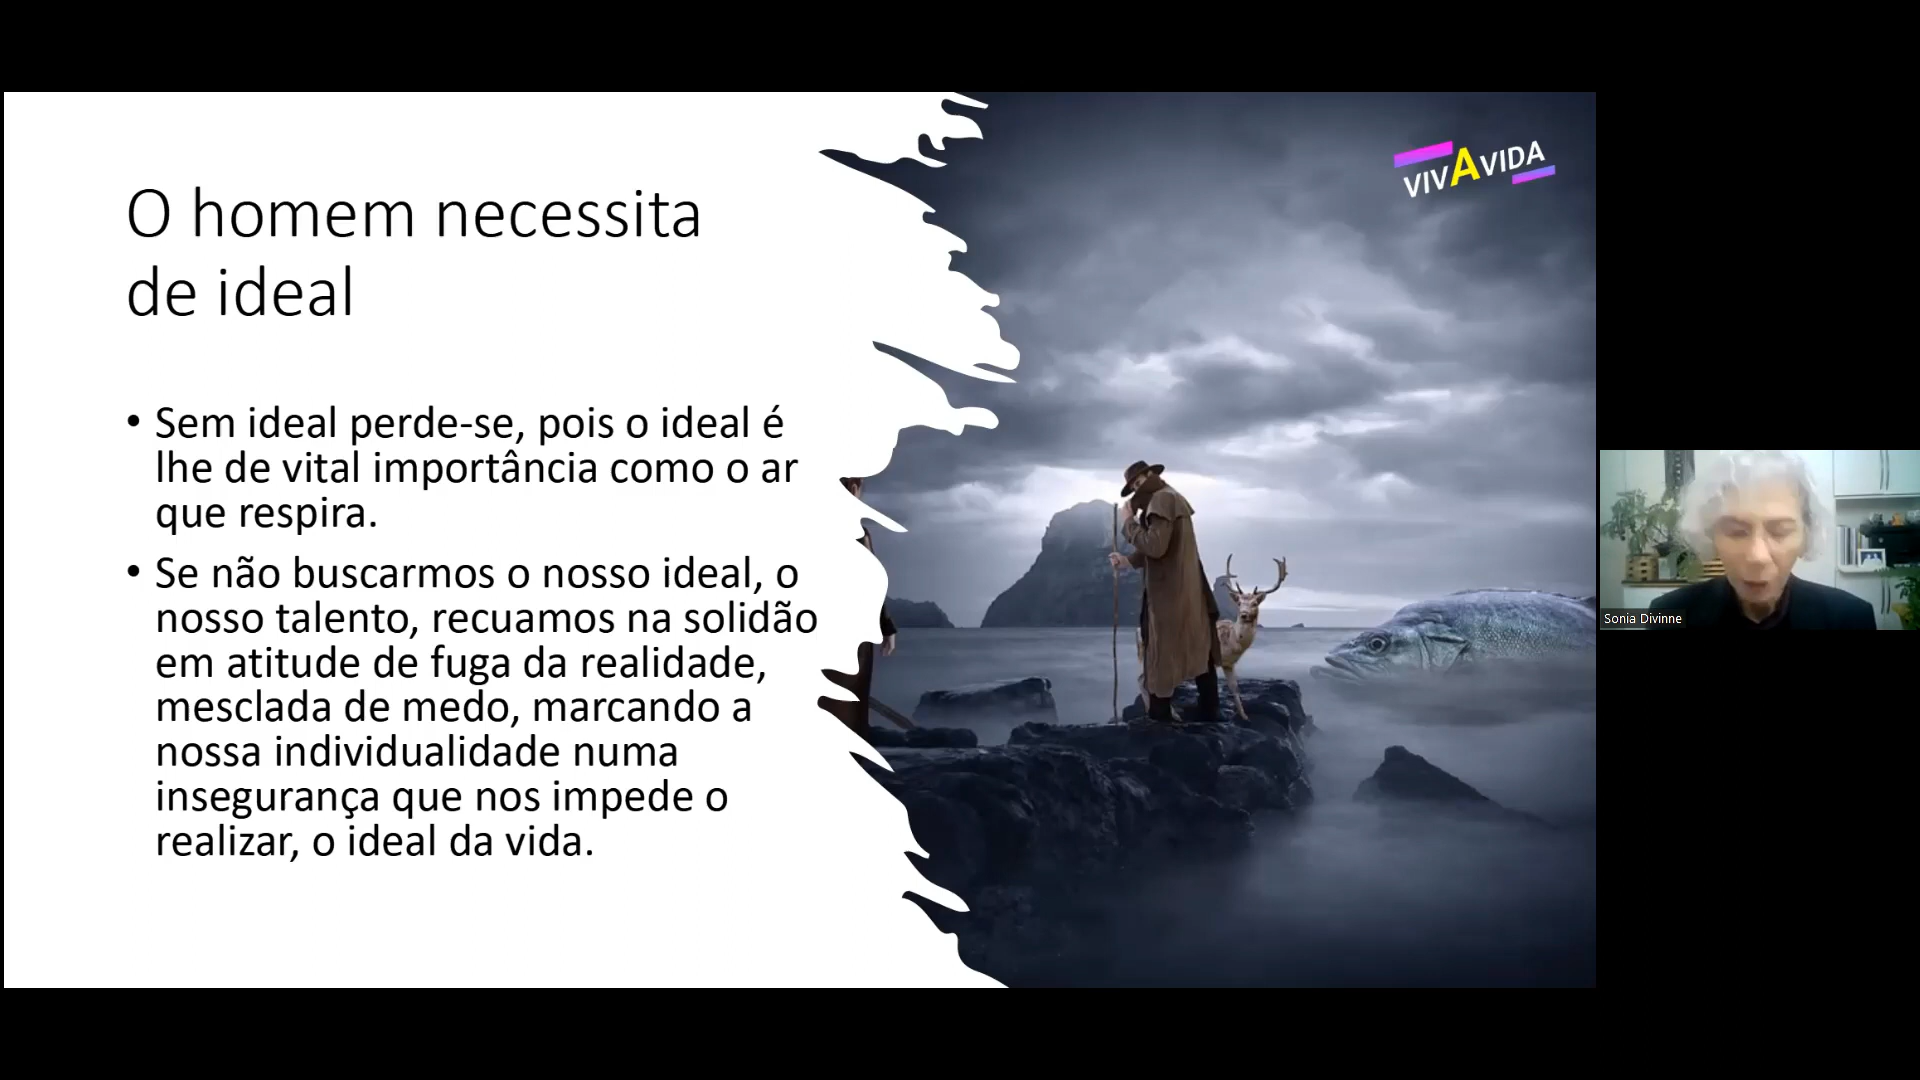 O homem necessita
de ideal
• Sem ideal perde-se, pois o ideal é
lhe de vital importância como o ar
que respira.
• Se não buscarmos o nosso ideal, o
nosso talento, recuamos na solidão
em atitude de fuga da realidade,
mesclada de medo, marcando a
nossa individualidade numa
insegurança que nos impede o
realizar, o ideal da vida.
VIVAVIDA
Sonia Divinne